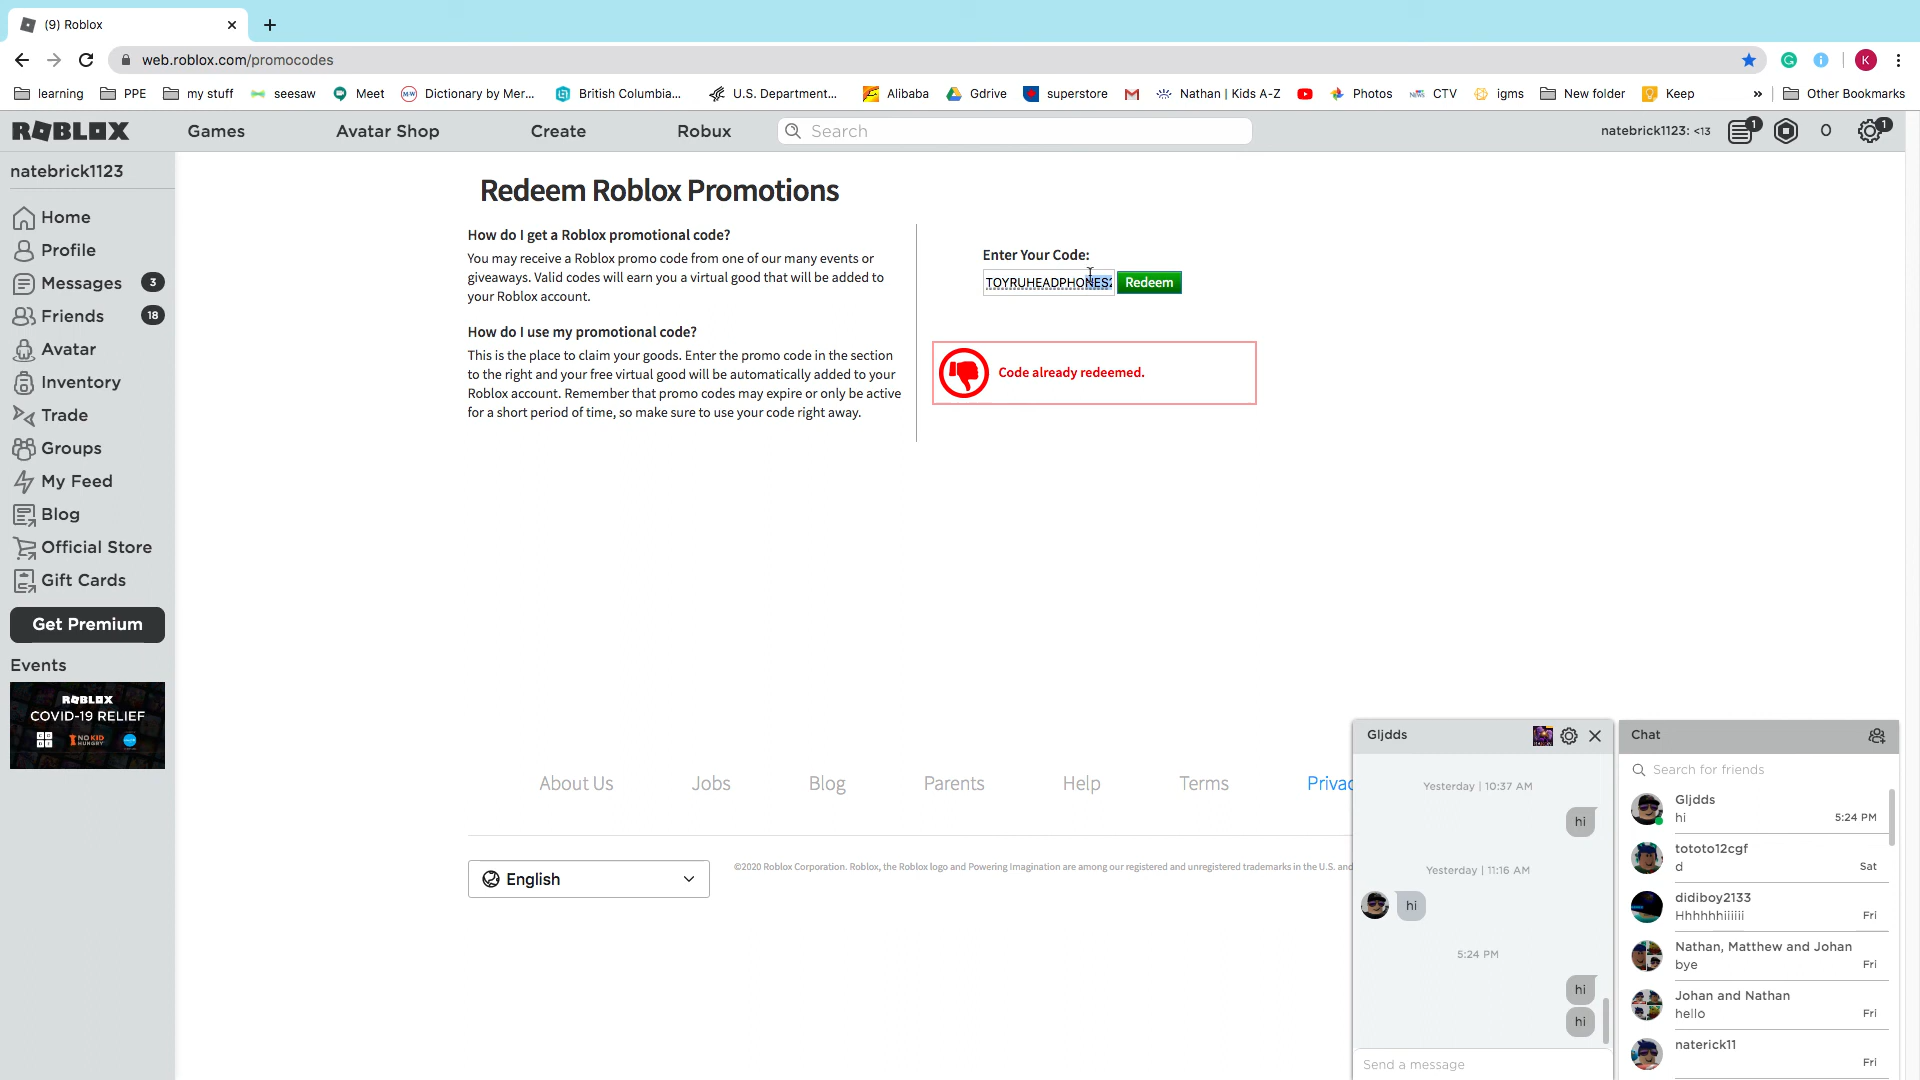 (9) Roblox
web.roblox.com/promocodes
K
learning
PPE
my stuff
seesaw
Meet
Dictionary by Mer...
British Columbia...
U.S. Department...
Alibaba
Gdrive
superstore
Nathan | Kids A-Z
Photos
CTV
igms
New folder
Keep
»
Other Bookmarks
ROBLOX
Games
Avatar Shop
Create
Robux
Search
natebrick1123: <13
1
0
1
natebrick1123
Home
Profile
Messages 3
Friends 18
Avatar
Inventory
Trade
Groups
My Feed
Blog
Official Store
Gift Cards
Get Premium
Events
ROBLOX
COVID-19 RELIEF
NO KID
HUNGRY
Redeem Roblox Promotions
How do I get a Roblox promotional code?
You may receive a Roblox promo code from one of our many events or
giveaways. Valid codes will earn you a virtual good that will be added to
your Roblox account.
How do I use my promotional code?
This is the place to claim your goods. Enter the promo code in the section
to the right and your free virtual good will be automatically added to your
Roblox account. Remember that promo codes may expire or only be active
for a short period of time, so make sure to use your code right away.
Enter Your Code:
TOYRUHEADPHONES2
Redeem
Code already redeemed.
About Us
Jobs
Blog
Parents
Help
Terms
Privac
English
©2020 Roblox Corporation. Roblox, the Roblox logo and Powering Imagination are among our registered and unregistered trademarks in the U.S. and
Gljdds
Yesterday | 10:37 AM
hi
Yesterday | 11:16 AM
hi
5:24 PM
hi
hi
Send a message
Chat
Search for friends
Gljdds
hi
5:24 PM
tototo12cgf
d
Sat
didiboy2133
Hhhhhhiiiiii
Fri
Nathan, Matthew and Johan
bye
Fri
Johan and Nathan
hello
Fri
naterick11
Fri